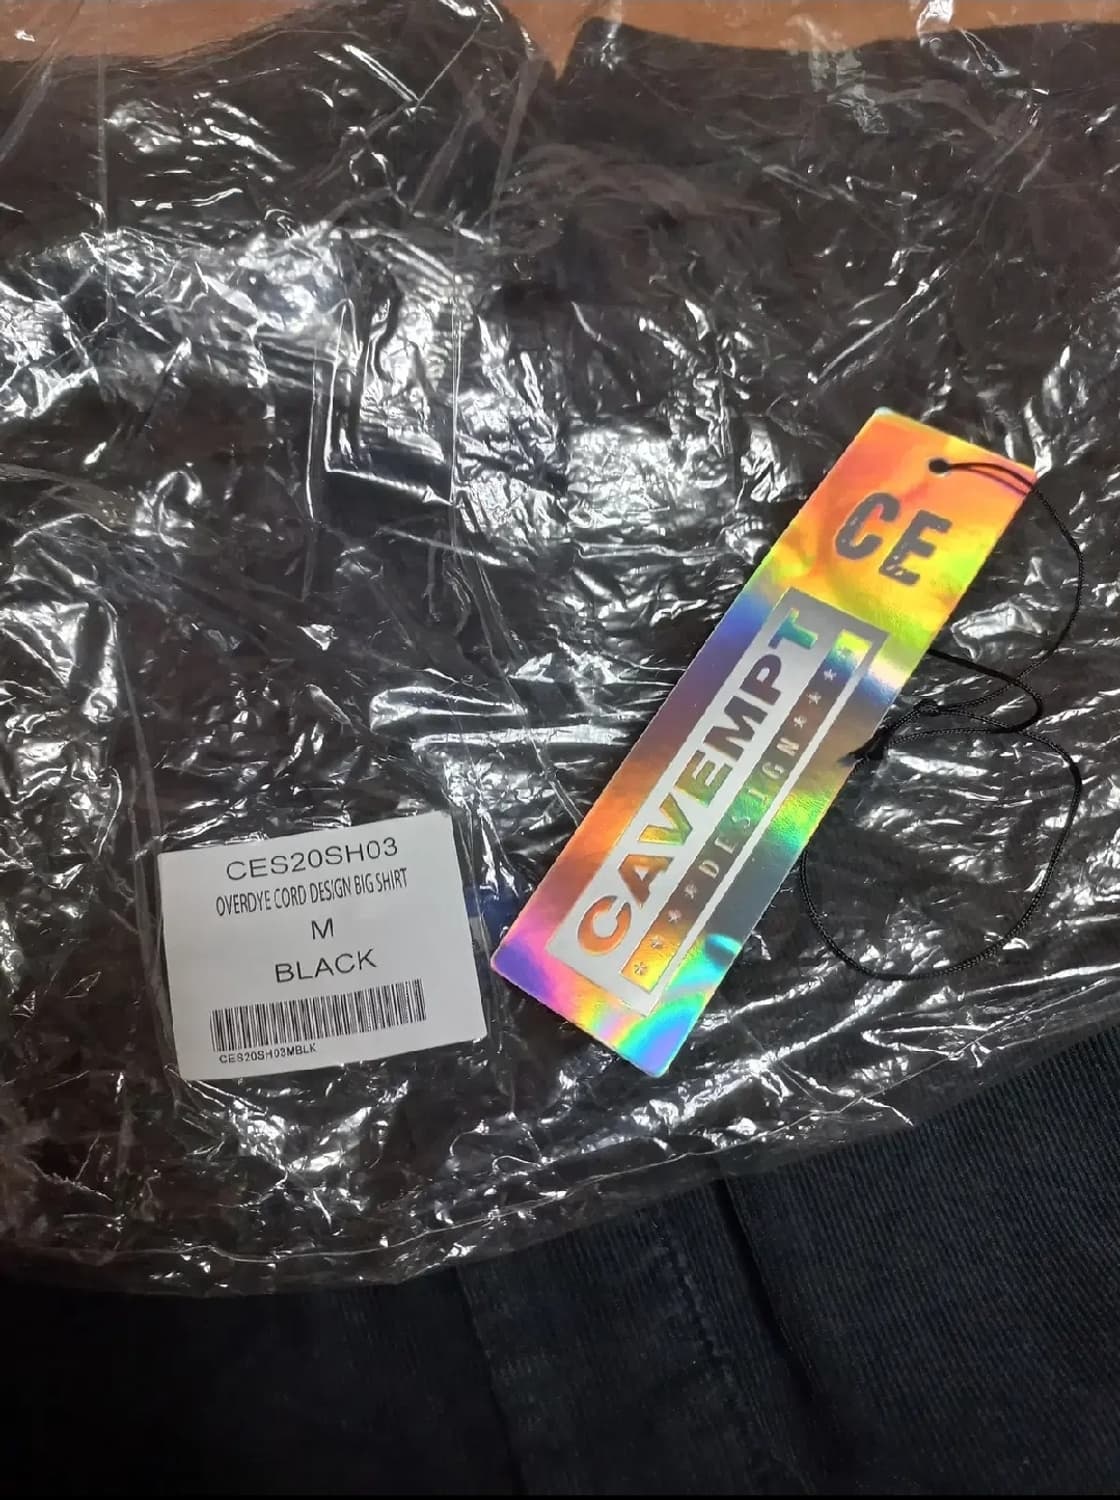 CE
CAVEMPT
***DESIGN***
CES20SH03
OVERDYE CORD DESIGN BIG SHIRT
M
BLACK
CES20SH03MBLK